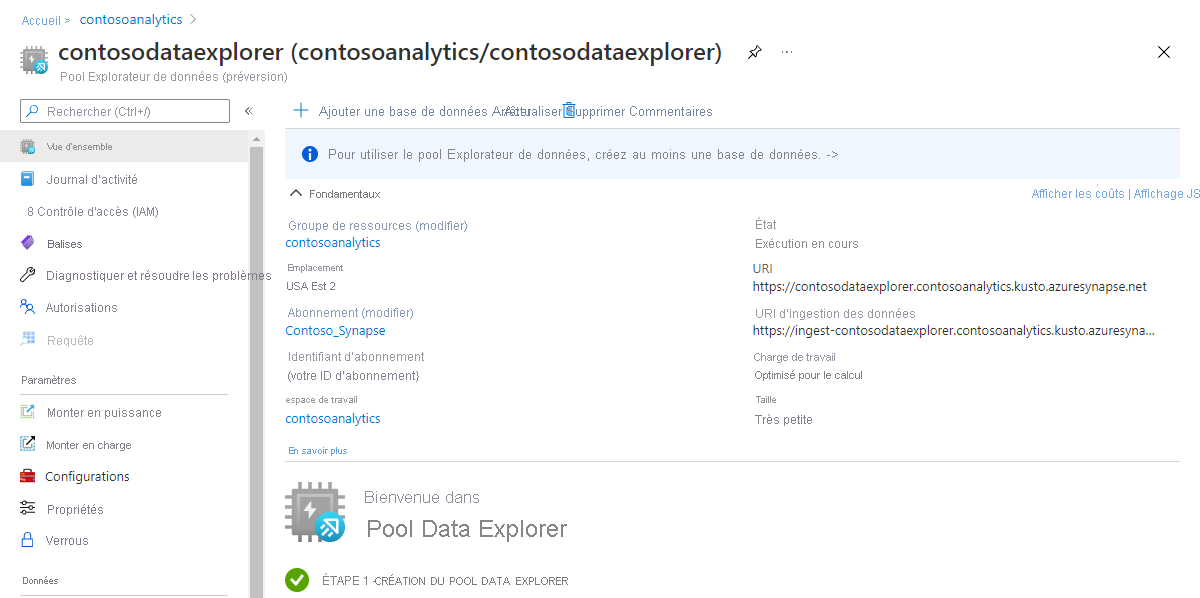 Accueil > contosoanalytics
contosodataexplorer (contosoanalytics/contosodataexplorer)
Pool Explorateur de données (préversion)
Rechercher (Ctrl+/)
Vue d'ensemble
Journal d'activité
8 Contrôle d'accès (IAM)
Balises
Diagnostiquer et résoudre les problèmes
Autorisations
Requête
Paramètres
Monter en puissance
Monter en charge
Configurations
Propriétés
Verrous
Données
Ajouter une base de données Arrêter Actualiser Supprimer Commentaires
Pour utiliser le pool Explorateur de données, créez au moins une base de données. ->
Fondamentaux
Afficher les coûts | Affichage JS
Groupe de ressources (modifier)
contosoanalytics
Emplacement
USA Est 2
Abonnement (modifier)
Contoso_Synapse
Identifiant d'abonnement
(votre ID d'abonnement}
espace de travail
contosoanalytics
En savoir plus
État
Exécution en cours
URI
https://contosodataexplorer.contosoanalytics.kusto.azuresynapse.net
URI d'ingestion des données
https://ingest-contosodataexplorer.contosoanalytics.kusto.azuresyna...
Charge de travail
Optimisé pour le calcul
Taille
Très petite
Bienvenue dans
Pool Data Explorer
ÉTAPE 1 -CRÉATION DU POOL DATA EXPLORER